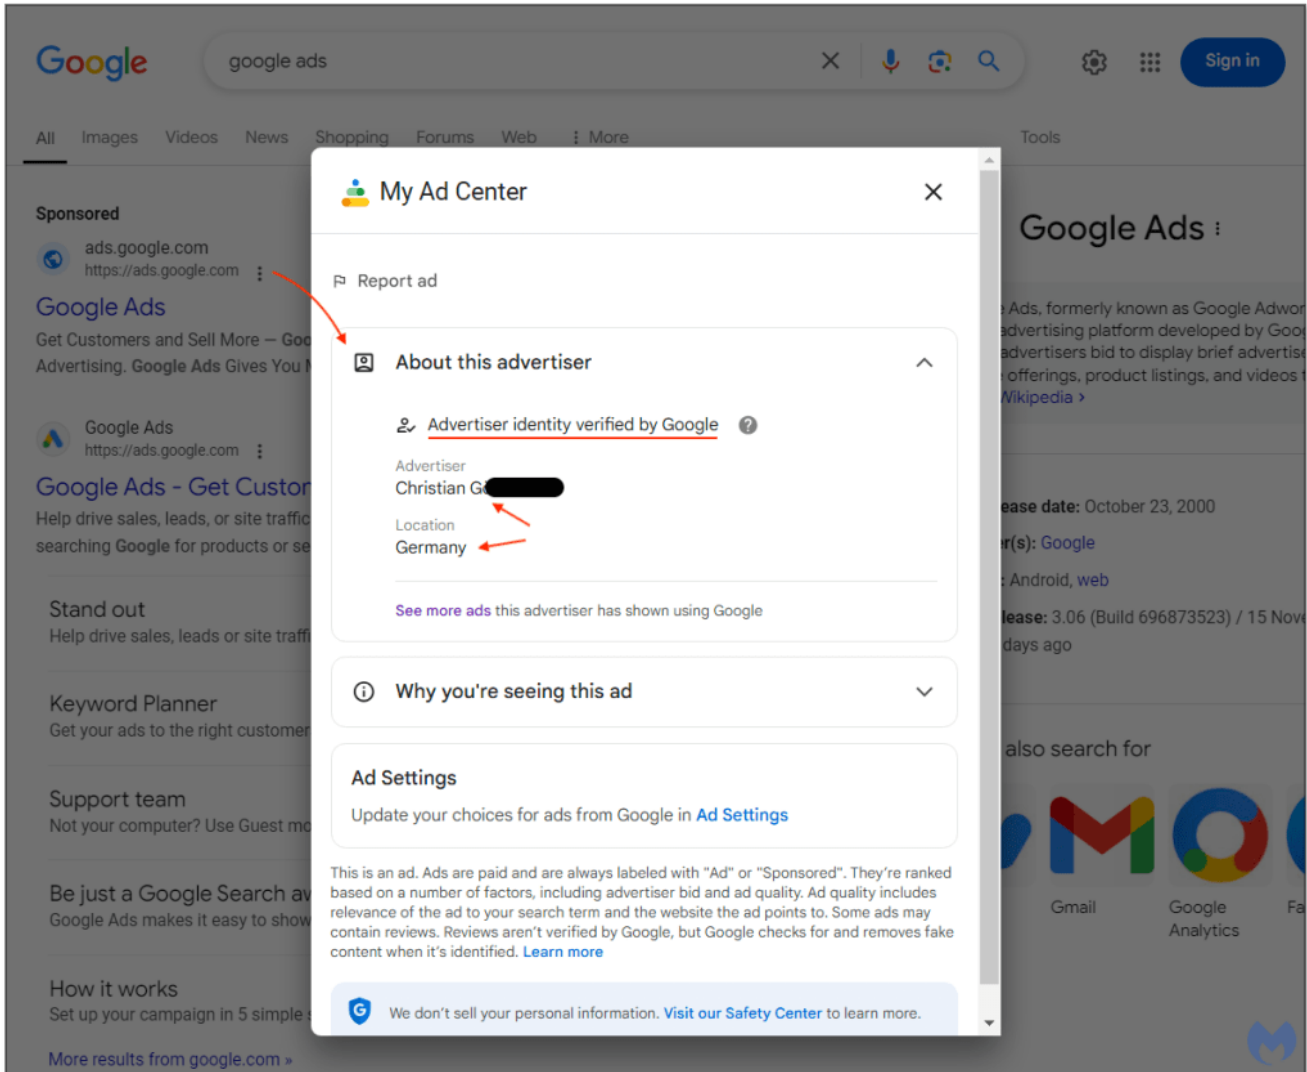 Google
google ads
Sign in
All Images Videos News Shopping Forums Web More
Tools
Sponsored
ads.google.com
https://ads.google.com
Google Ads
Get Customers and Sell More —
Advertising. Google Ads Gives You
Google Ads
https://ads.google.com
Google Ads - Get
Help drive sales, leads, or site traffic
searching Google for products or
Stand out
Help drive sales, leads or site
Keyword Planner
Get your ads to the right customer
Support team
Not your computer? Use Guest
Be just a Google Search
Google Ads makes it easy to show
How it works
Set up your campaign in 5 simple
More results from google.com »
My Ad Center
Report ad
About this advertiser
Advertiser identity verified by Google
Advertiser
Christian
Location
Germany
See more ads this advertiser has shown using Google
Why you're seeing this ad
Ad Settings
Update your choices for ads from Google in Ad Settings
This is an ad. Ads are paid and are always labeled with "Ad" or "Sponsored". They're ranked
based on a number of factors, including advertiser bid and ad quality. Ad quality includes
relevance of the ad to your search term and the website the ad points to. Some ads may
contain reviews. Reviews aren't verified by Google, but Google checks for and removes fake
content when it's identified. Learn more
We don't sell your personal information. Visit our Safety Center to learn more.
Google Ads
Ads, formerly known as Google
advertising platform developed by
advertisers bid to display brief
offerings, product listings, and videos
Wikipedia ›
date: October 23, 2000
Google
Android, web
3.06 (Build 696873523) / 15
days ago
also search for
Gmail
Google
Analytics